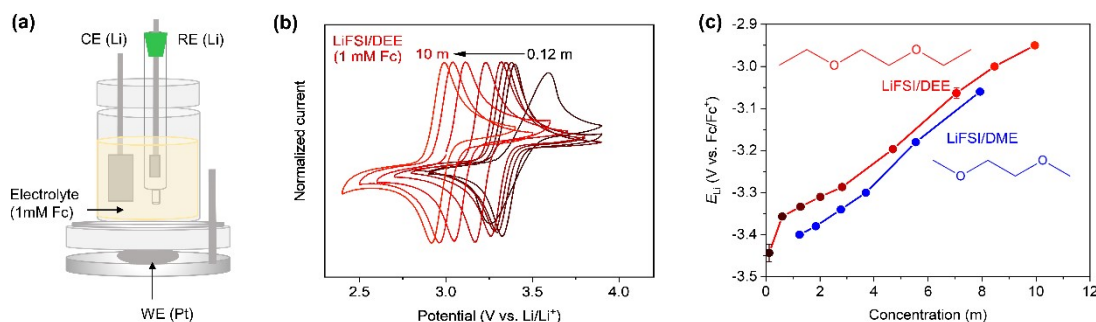 (a)
CE (Li)
RE (Li)
Electrolyte
(1mM Fc)
WE (Pt)
(b)
LiFSI/DEE
(1 mM Fc)
10 m
0.12 m
Normalized current
2.5
3.0
3.5
4.0
Potential (V vs. Li/Li⁺)
(c)
-3.0
-3.1
-3.2
-3.3
-3.4
-3.5
E_Li (V vs. Fc/Fc⁺)
O
O
LiFSI/DEE
LiFSI/DME
O
O
0
2
4
6
8
10
12
Concentration (m)